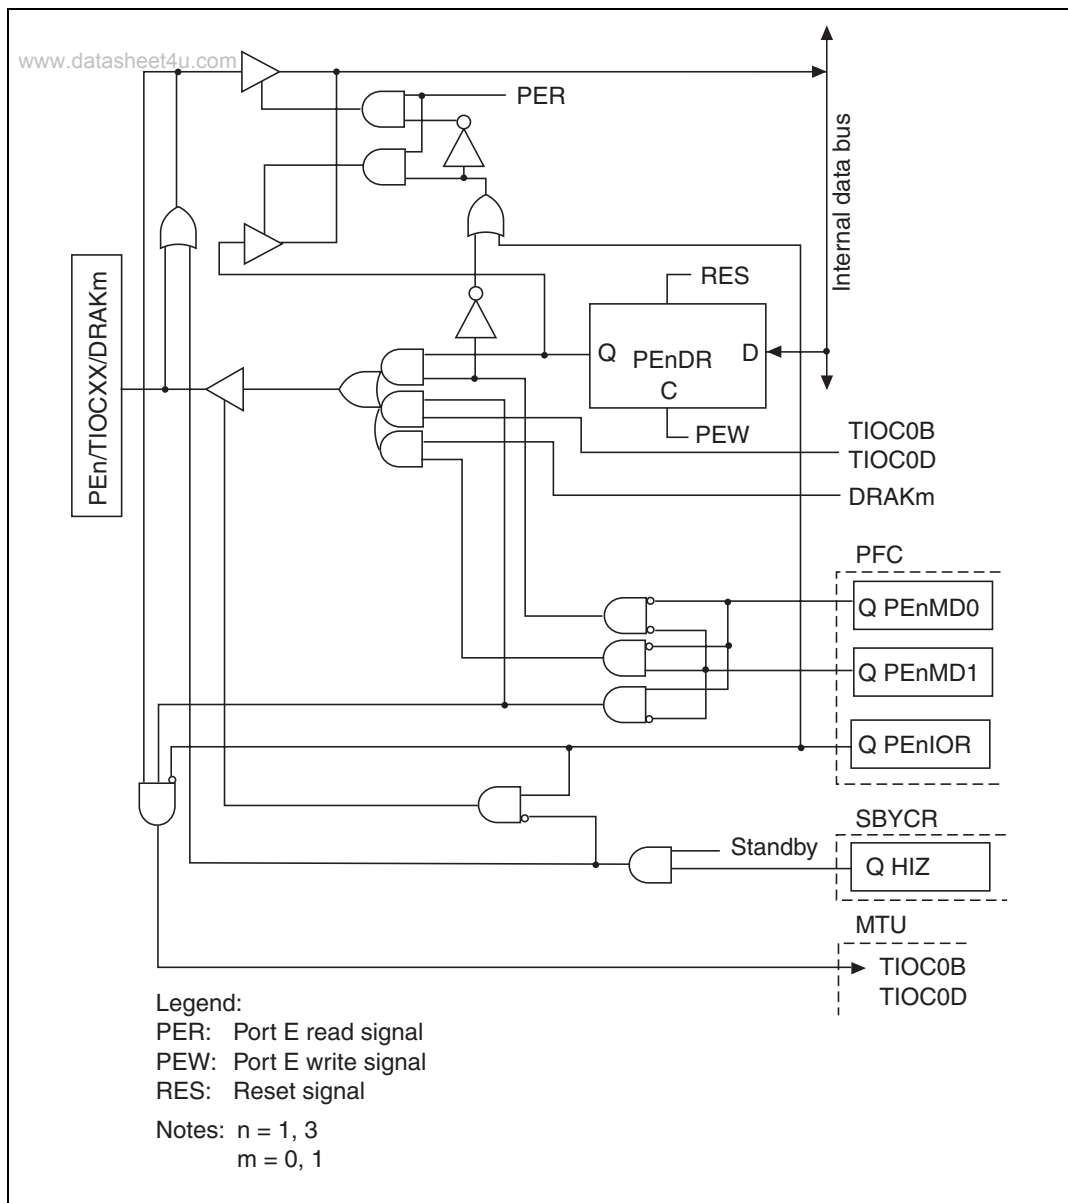 www.datasheet4u.com
PER
Internal data bus
PEn/TIOCXX/DRAKm
RES
Q PEnDR D
C
PEW
TIOC0B
TIOC0D
DRAKm
PFC
Q PEnMD0
Q PEnMD1
Q PEnIOR
SBYCR
Standby
Q HIZ
MTU
TIOC0B
TIOC0D
Legend:
PER: Port E read signal
PEW: Port E write signal
RES: Reset signal
Notes: n = 1, 3
m = 0, 1